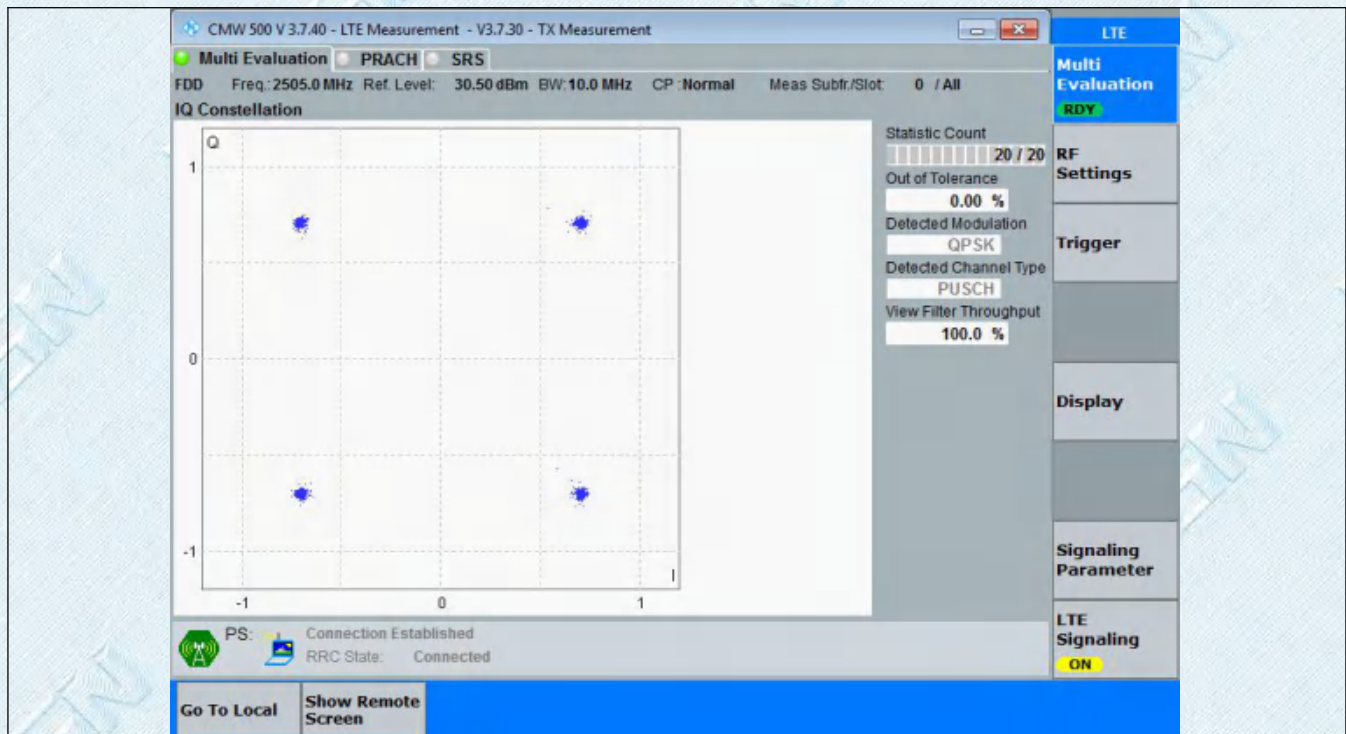 CMW 500 V 3.7.40 - LTE Measurement - V3.7.30 - TX Measurement
LTE
Multi Evaluation PRACH SRS
FDD Freq.: 2505.0 MHz Ref. Level: 30.50 dBm BW: 10.0 MHz CP : Normal Meas Subfr./Slot: 0 / All
IQ Constellation
Q
1
0
-1
I
-1 0 1
Statistic Count
20 / 20
Out of Tolerance
0.00 %
Detected Modulation
QPSK
Detected Channel Type
PUSCH
View Filter Throughput
100.0 %
Multi
Evaluation
RDY
RF
Settings
Trigger
Display
Signaling
Parameter
LTE
Signaling
ON
PS: Connection Established
RRC State: Connected
Go To Local
Show Remote
Screen